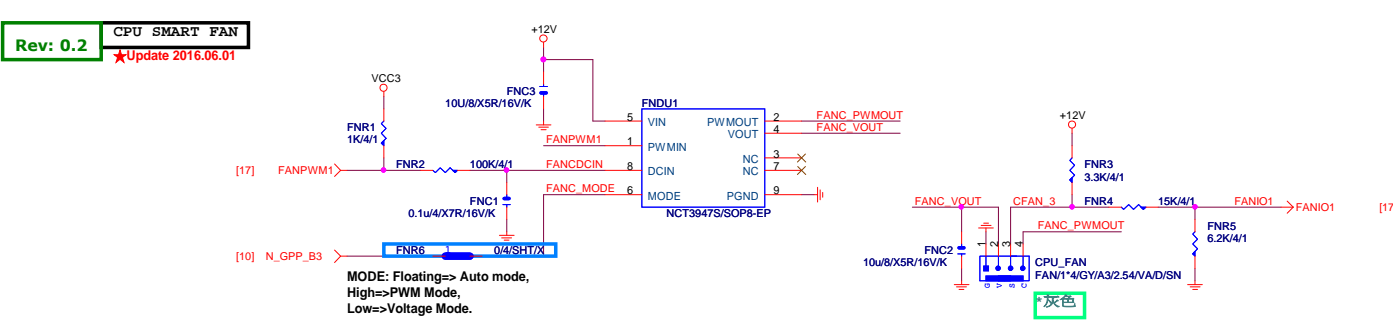 Rev: 0.2
CPU SMART FAN
★Update 2016.06.01
+12V
VCC3
FNC3
10U/8/X5R/16V/K
FNDU1
FNR1
1K/4/1
FANPWM1
5 VIN
1 PWMIN
8 DCIN
6 MODE
PWMOUT 2
VOUT 4
NC 3
NC 7
PGND 9
FANC_PWMOUT
FANC_VOUT
NCT3947S/SOP8-EP
[17] FANPWM1
FNR2 100K/4/1
FANCDCIN
FANC_MODE
FNC1
0.1u/4/X7R/16V/K
[10] N_GPP_B3
FNR6 1 0/4/SHT/X
MODE: Floating=> Auto mode,
High=>PWM Mode,
Low=>Voltage Mode.
+12V
FNR3
3.3K/4/1
FANC_VOUT
CFAN_3
FNR4 15K/4/1
FANIO1
FANIO1
[17
FANC_PWMOUT
FNR5
6.2K/4/1
FNC2
10u/8/X5R/16V/K
1 2 3 4
G V S C
CPU_FAN
FAN/1*4/GY/A3/2.54/VA/D/SN
*灰色